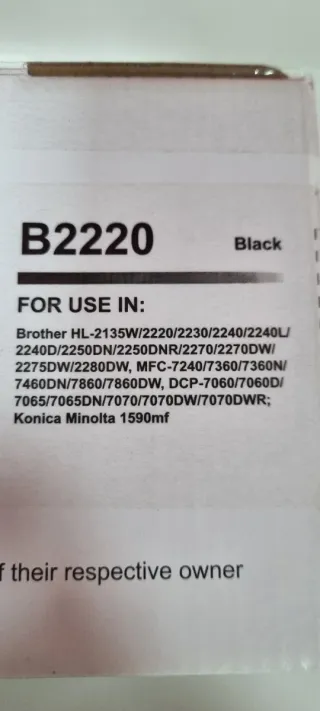 B2220 Black
FOR USE IN:
Brother HL-2135W/2220/2230/2240/2240L/
2240D/2250DN/2250DNR/2270/2270DW/
2275DW/2280DW, MFC-7240/7360/7360N/
7460DN/7860/7860DW, DCP-7060/7060D/
7065/7065DN/7070/7070DW/7070DWR;
Konica Minolta 1590mf
f their respective owner